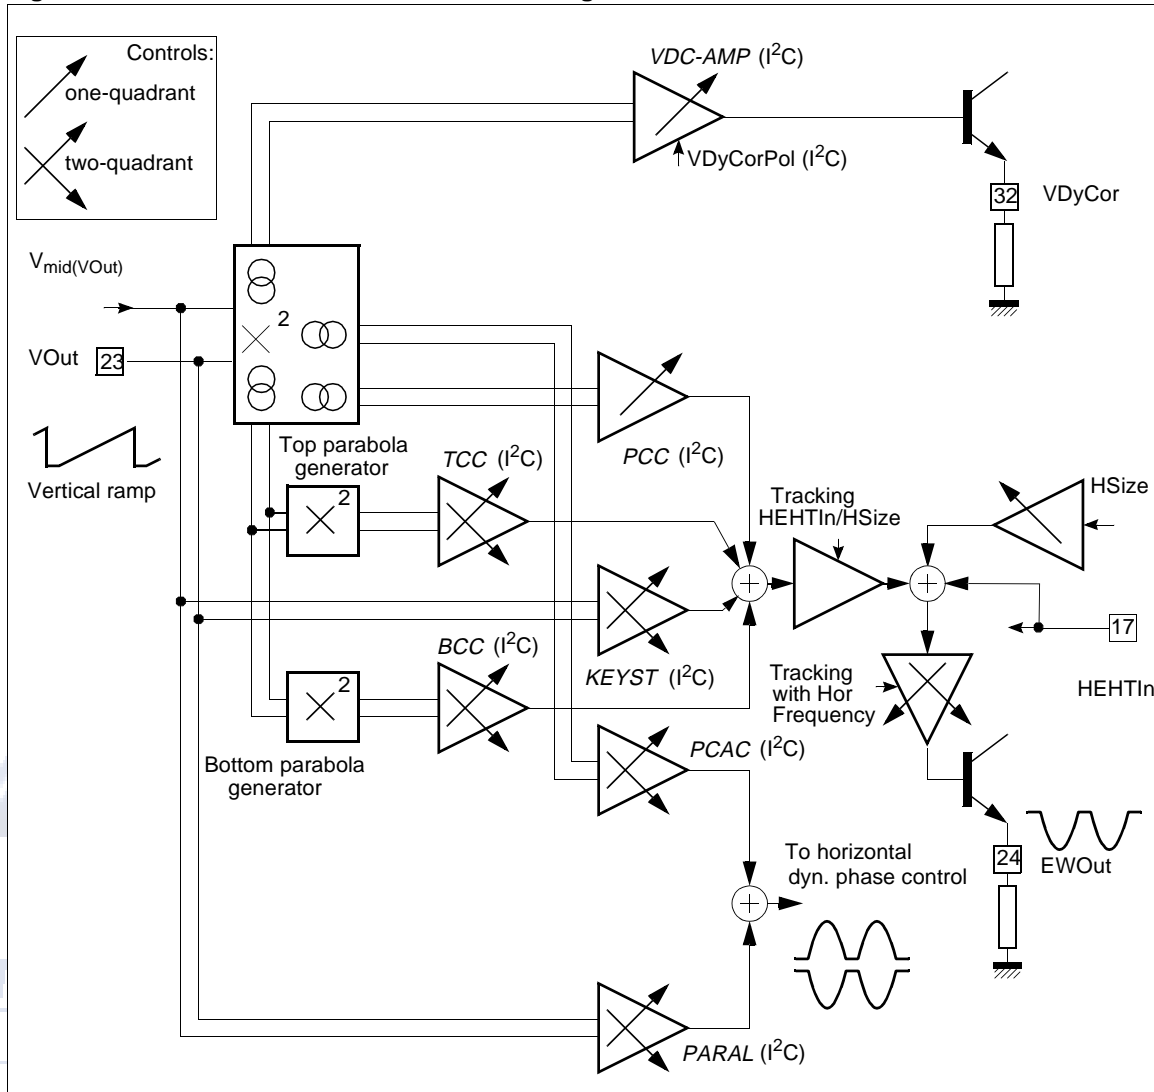 Controls:
one-quadrant
two-quadrant
VDC-AMP (I2C)
VDyCorPol (I2C)
32
VDyCor
Vmid(VOut)
2
VOut 23
Vertical ramp
Top parabola
generator
2
TCC (I2C)
PCC (I2C)
Tracking
HEHTIn/HSize
HSize
17
HEHTIn
KEYST (I2C)
BCC (I2C)
2
Bottom parabola
generator
Tracking
with Hor
Frequency
PCAC (I2C)
24
EWOut
To horizontal
dyn. phase control
PARAL (I2C)